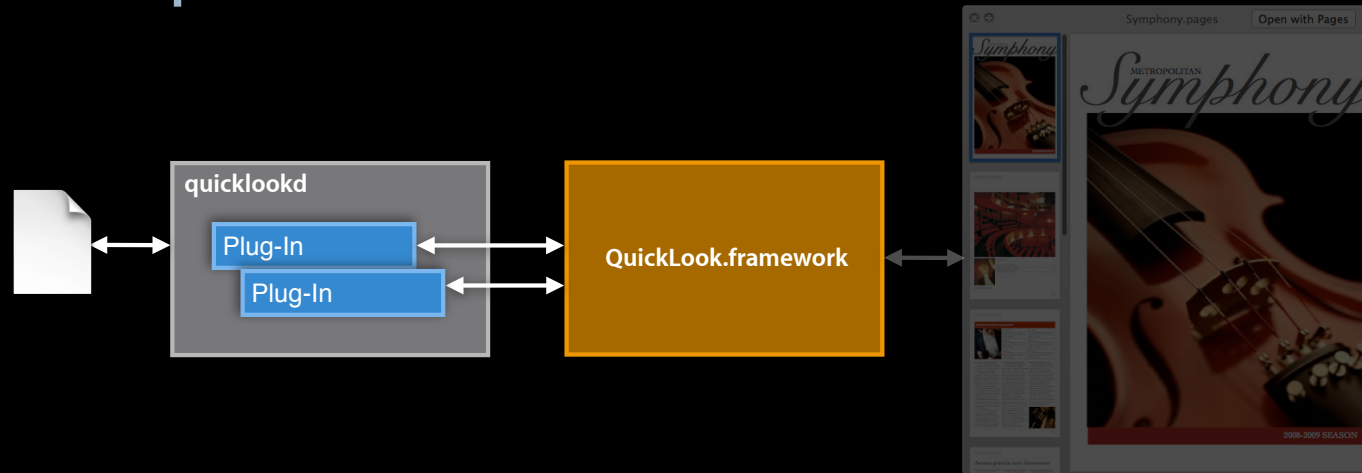 Symphony.pages
Open with Pages
Symphony
METROPOLITAN
Symphony
quicklookd
Plug-In
Plug-In
QuickLook.framework
2008-2009 SEASON